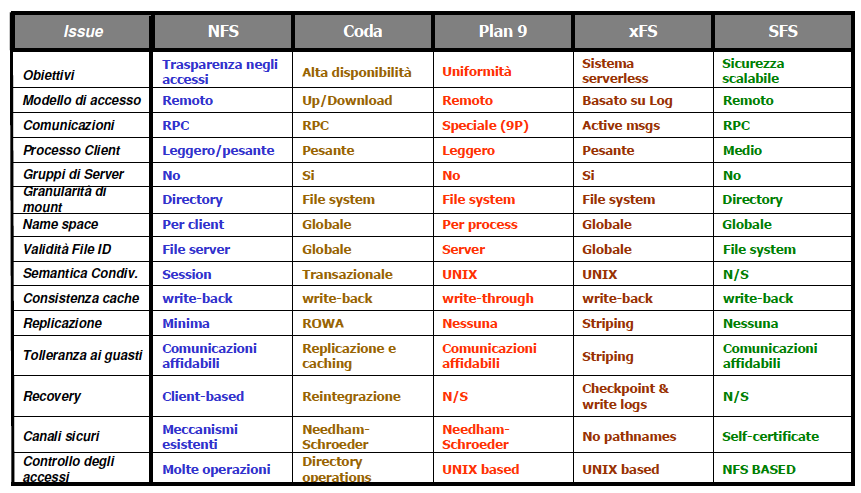 Issue NFS Coda Plan 9 xFS SFS
Obiettivi Trasparenza negli accessi Alta disponibilità Uniformità Sistema serverless Sicurezza scalabile
Modello di accesso Remoto Up/Download Remoto Basato su Log Remoto
Comunicazioni RPC RPC Speciale (9P) Active msgs RPC
Processo Client Leggero/pesante Pesante Leggero Pesante Medio
Gruppi di Server No Si No Si No
Granularità di mount Directory File system File system File system Directory
Name space Per client Globale Per process Globale Globale
Validità File ID File server Globale Server Globale File system
Semantica Condiv. Session Transazionale UNIX UNIX N/S
Consistenza cache write-back write-back write-through write-back write-back
Replicazione Minima ROWA Nessuna Striping Nessuna
Tolleranza ai guasti Comunicazioni affidabili Replicazione e caching Comunicazioni affidabili Striping Comunicazioni affidabili
Recovery Client-based Reintegrazione N/S Checkpoint & write logs N/S
Canali sicuri Meccanismi esistenti Needham-Schroeder Needham-Schroeder No pathnames Self-certificate
Controllo degli accessi Molte operazioni Directory operations UNIX based UNIX based NFS BASED